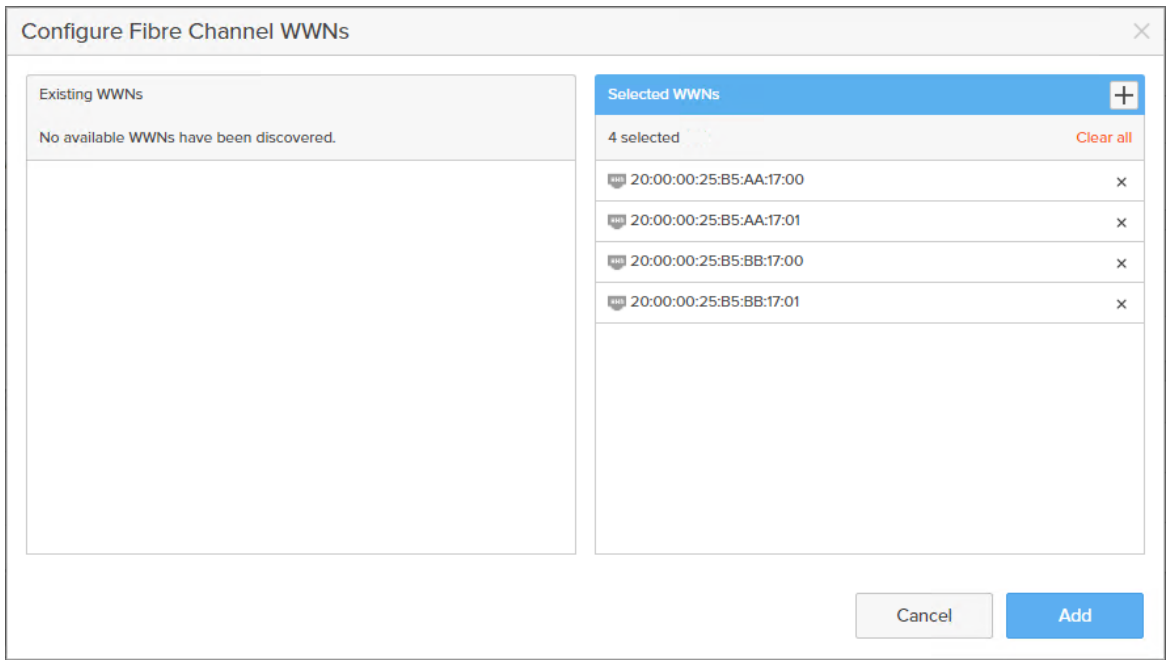 Configure Fibre Channel WWNs
Existing WWNs
No available WWNs have been discovered.
Selected WWNs
4 selected
Clear all
20:00:00:25:B5:AA:17:00
20:00:00:25:B5:AA:17:01
20:00:00:25:B5:BB:17:00
20:00:00:25:B5:BB:17:01
Cancel
Add